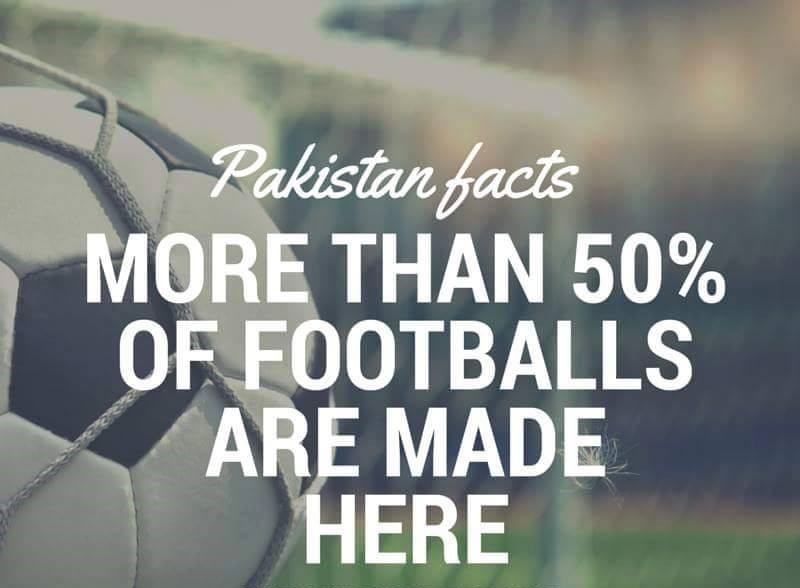 Pakistan facts
MORE THAN 50%
OF FOOTBALLS
ARE MADE
HERE